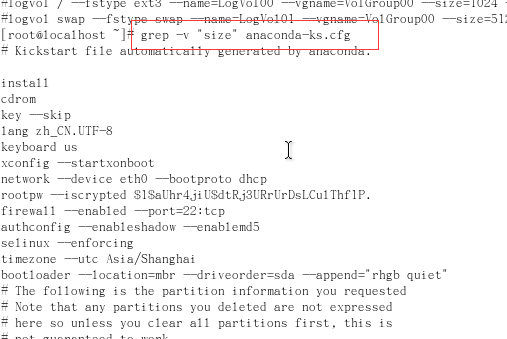 #logvol / --fstype ext3 --name=LogVol00 --vgname=VolGroup00 --size=1024 -
#logvol swap --fstype swap --name=LogVol01 --vgname=VolGroup00 --size=512
[root@localhost ~]# grep -v "size" anaconda-ks.cfg
# Kickstart file automatically generated by anaconda.
install
cdrom
key --skip
lang zh_CN.UTF-8
keyboard us
xconfig --startxonboot
network --device eth0 --bootproto dhcp
rootpw --iscrypted
firewall --enabled --port=22:tcp
authconfig --enableshadow --enablemd5
selinux --enforcing
timezone --utc Asia/Shanghai
bootloader --location=mbr --driveorder=sda --append="rhgb quiet"
# The following is the partition information you requested
# Note that any partitions you deleted are not expressed
# here so unless you clear all partitions first, this is
# not guaranteed to work